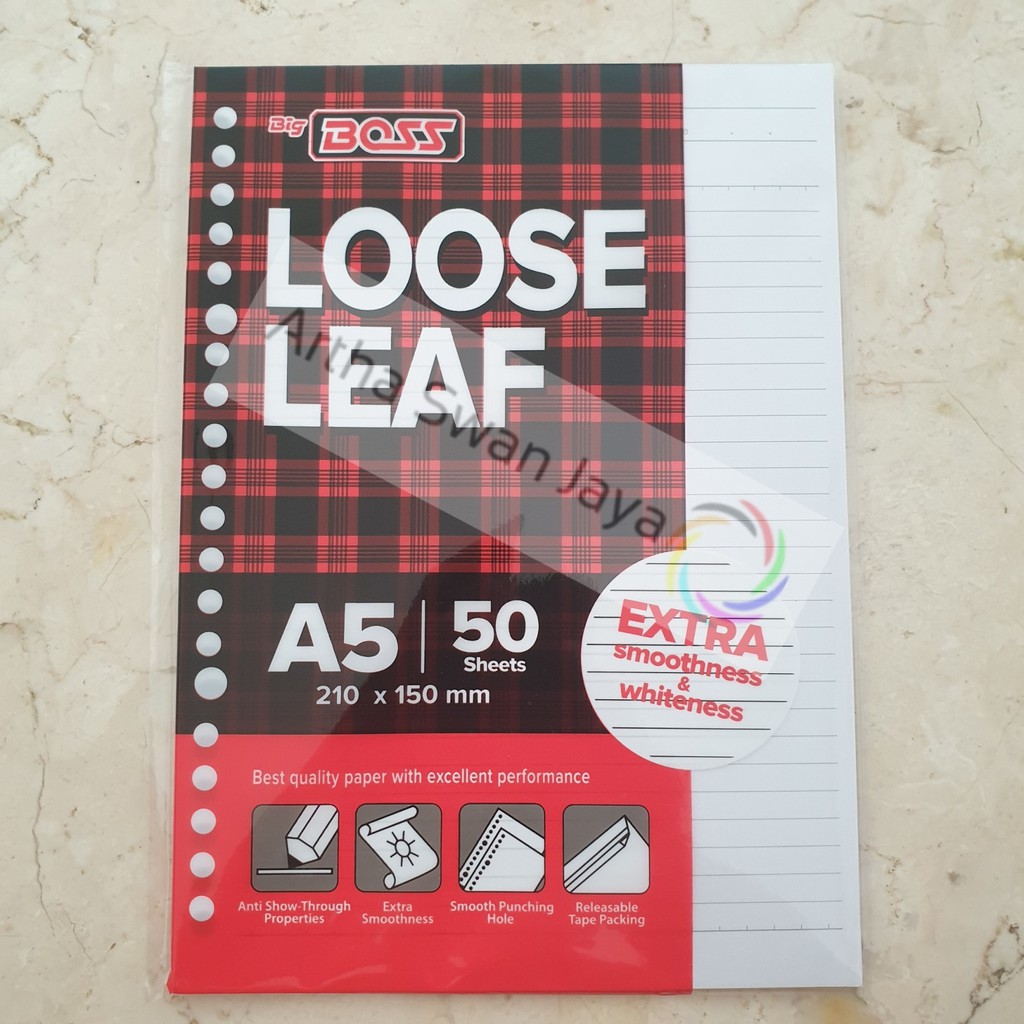 Big BOSS
LOOSE
LEAF
Artha Swan Jaya
A5 | 50
Sheets
210 x 150 mm
EXTRA
smoothness
&
whiteness
Best quality paper with excellent performance
Anti Show-Through
Properties
Extra
Smoothness
Smooth Punching
Hole
Releasable
Tape Packing